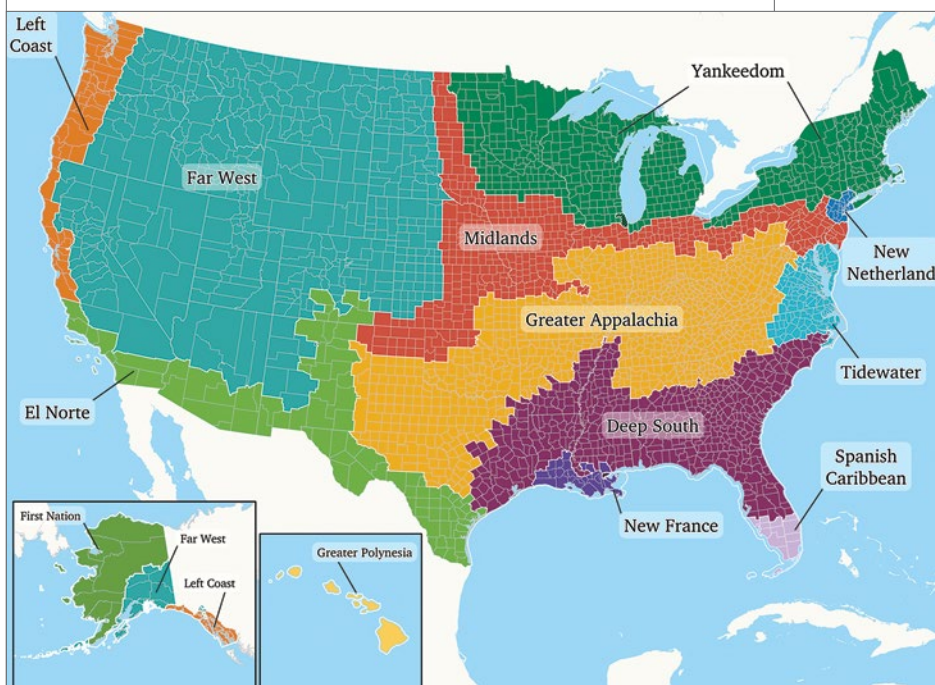 Left
Coast
Yankeedom
Far West
Midlands
New
Netherland
Greater Appalachia
Tidewater
El Norte
Deep South
Spanish
Caribbean
New France
First Nation
Far West
Left Coast
Greater Polynesia